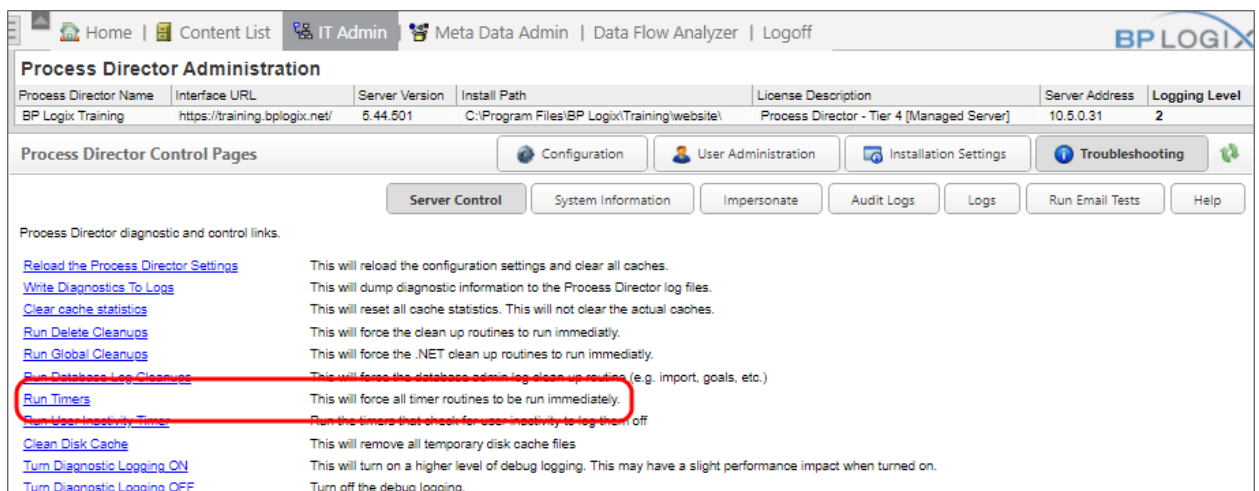 Home | Content List IT Admin | Meta Data Admin | Data Flow Analyzer | Logoff
BP LOGIX
Process Director Administration
Process Director Name Interface URL Server Version Install Path License Description Server Address Logging Level
BP Logix Training https://training.bplogix.net/ 5.44.501 C:\Program Files\BP Logix\Training\website\ Process Director - Tier 4 [Managed Server] 10.5.0.31 2
Process Director Control Pages Configuration User Administration Installation Settings Troubleshooting
Server Control System Information Impersonate Audit Logs Logs Run Email Tests Help
Process Director diagnostic and control links.
Reload the Process Director Settings This will reload the configuration settings and clear all caches.
Write Diagnostics To Logs This will dump diagnostic information to the Process Director log files.
Clear cache statistics This will reset all cache statistics. This will not clear the actual caches.
Run Delete Cleanups This will force the clean up routines to run immediatly.
Run Global Cleanups This will force the .NET clean up routines to run immediatly.
Run Database Log Cleanups This will force the database admin log clean up routine (e.g. import, goals, etc.)
Run Timers This will force all timer routines to be run immediately.
Run User Inactivity Timer Run the timers that check for user inactivity to log them off
Clean Disk Cache This will remove all temporary disk cache files
Turn Diagnostic Logging ON This will turn on a higher level of debug logging. This may have a slight performance impact when turned on.
Turn Diagnostic Logging OFF Turn off the debug logging.